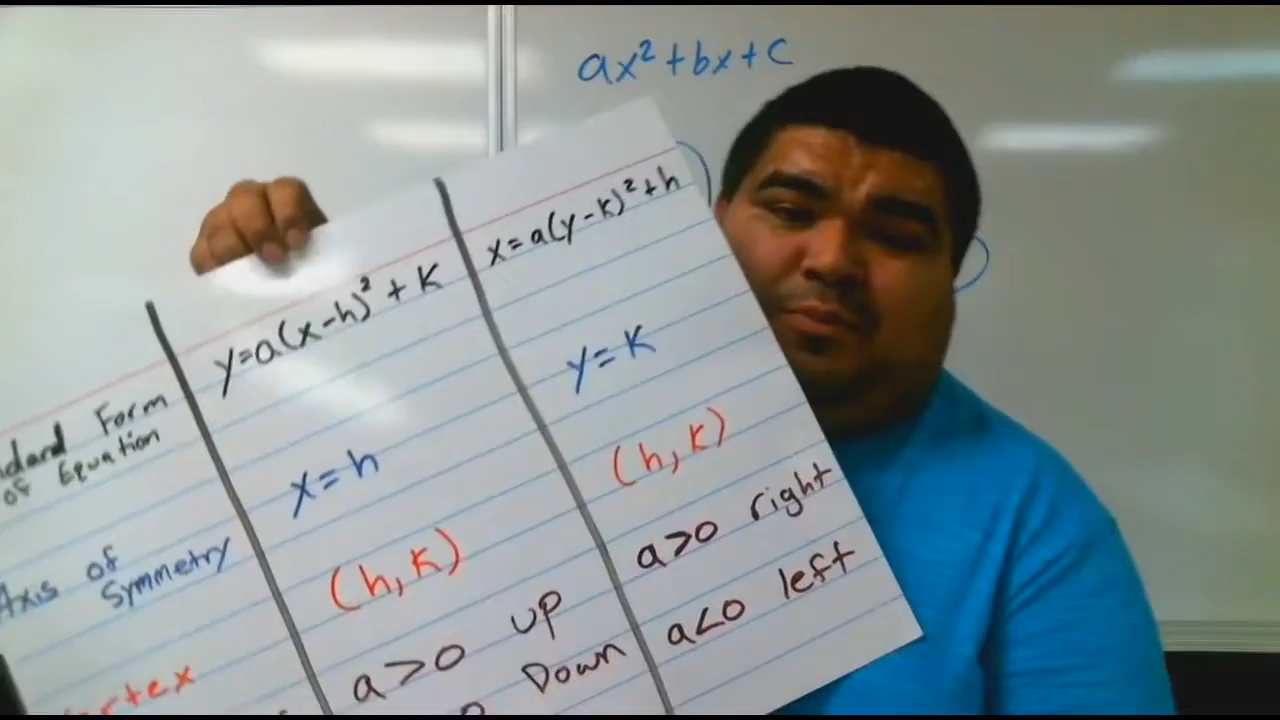 ax² + bx + c
y=a(x-h)² + K
x=a(y-k)² + h
Form
of Equation
x=h
y=K
Axis of
Symmetry
(h, K)
(h, K)
a>0 up
Down
a>0 right
a<0 left